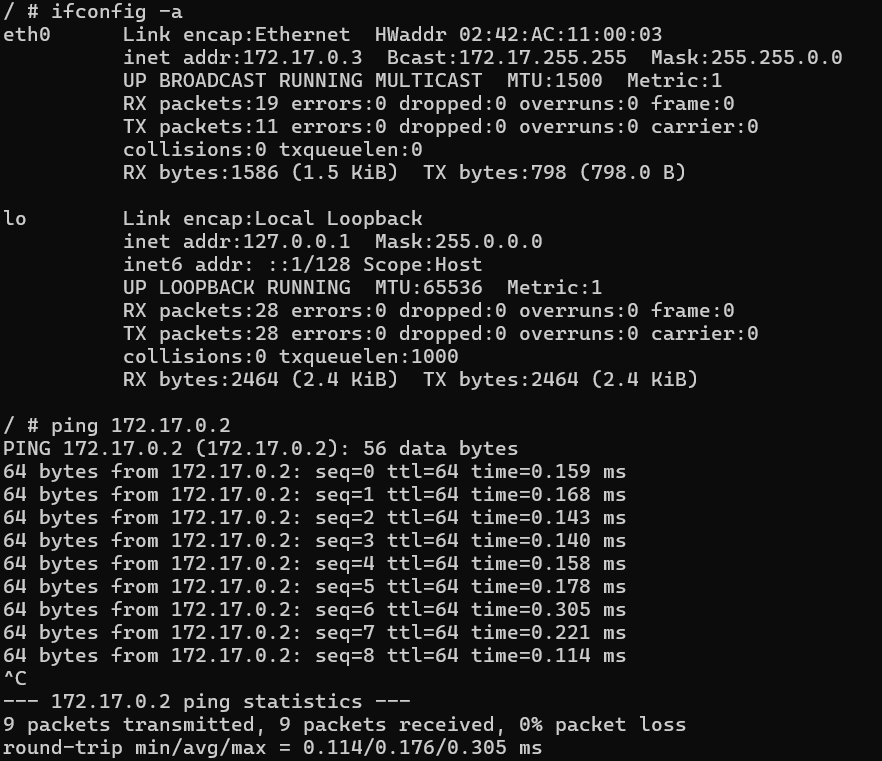 / # ifconfig -a
eth0      Link encap:Ethernet  HWaddr 02:42:AC:11:00:03
          inet addr:172.17.0.3  Bcast:172.17.255.255  Mask:255.255.0.0
          UP BROADCAST RUNNING MULTICAST  MTU:1500  Metric:1
          RX packets:19 errors:0 dropped:0 overruns:0 frame:0
          TX packets:11 errors:0 dropped:0 overruns:0 carrier:0
          collisions:0 txqueuelen:0
          RX bytes:1586 (1.5 KiB)  TX bytes:798 (798.0 B)

lo        Link encap:Local Loopback
          inet addr:127.0.0.1  Mask:255.0.0.0
          inet6 addr: ::1/128 Scope:Host
          UP LOOPBACK RUNNING  MTU:65536  Metric:1
          RX packets:28 errors:0 dropped:0 overruns:0 frame:0
          TX packets:28 errors:0 dropped:0 overruns:0 carrier:0
          collisions:0 txqueuelen:1000
          RX bytes:2464 (2.4 KiB)  TX bytes:2464 (2.4 KiB)

/ # ping 172.17.0.2
PING 172.17.0.2 (172.17.0.2): 56 data bytes
64 bytes from 172.17.0.2: seq=0 ttl=64 time=0.159 ms
64 bytes from 172.17.0.2: seq=1 ttl=64 time=0.168 ms
64 bytes from 172.17.0.2: seq=2 ttl=64 time=0.143 ms
64 bytes from 172.17.0.2: seq=3 ttl=64 time=0.140 ms
64 bytes from 172.17.0.2: seq=4 ttl=64 time=0.158 ms
64 bytes from 172.17.0.2: seq=5 ttl=64 time=0.178 ms
64 bytes from 172.17.0.2: seq=6 ttl=64 time=0.305 ms
64 bytes from 172.17.0.2: seq=7 ttl=64 time=0.221 ms
64 bytes from 172.17.0.2: seq=8 ttl=64 time=0.114 ms
^C
--- 172.17.0.2 ping statistics ---
9 packets transmitted, 9 packets received, 0% packet loss
round-trip min/avg/max = 0.114/0.176/0.305 ms